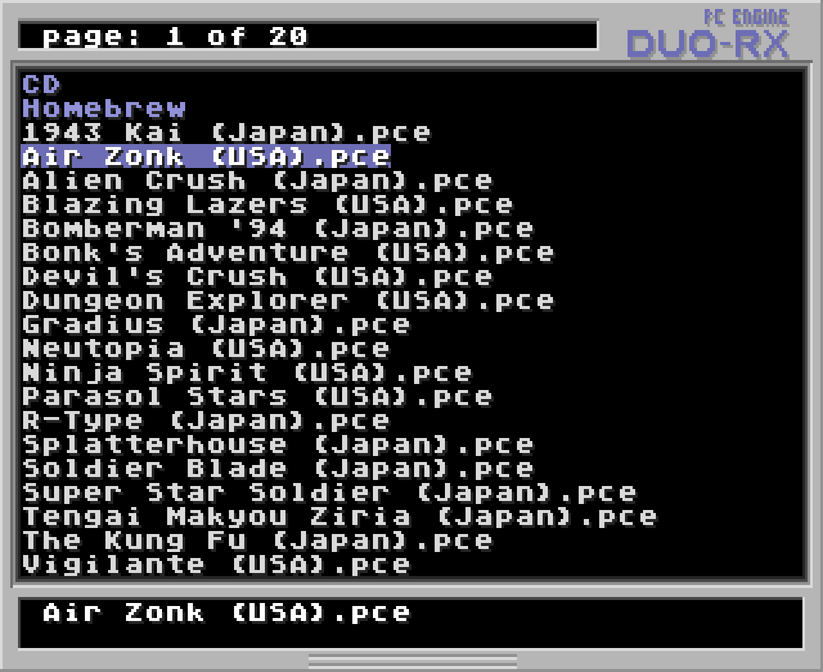 page: 1 of 20
PC ENGINE
DUO-RX
CD
Homebrew
1943 Kai (Japan).pce
Air Zonk (USA).pce
Alien Crush (Japan).pce
Blazing Lazers (USA).pce
Bomberman '94 (Japan).pce
Bonk's Adventure (USA).pce
Devil's Crush (USA).pce
Dungeon Explorer (USA).pce
Gradius (Japan).pce
Neutopia (USA).pce
Ninja Spirit (USA).pce
Parasol Stars (USA).pce
R-Type (Japan).pce
Splatterhouse (Japan).pce
Soldier Blade (Japan).pce
Super Star Soldier (Japan).pce
Tengai Makyou Ziria (Japan).pce
The Kung Fu (Japan).pce
Vigilante (USA).pce
Air Zonk (USA).pce